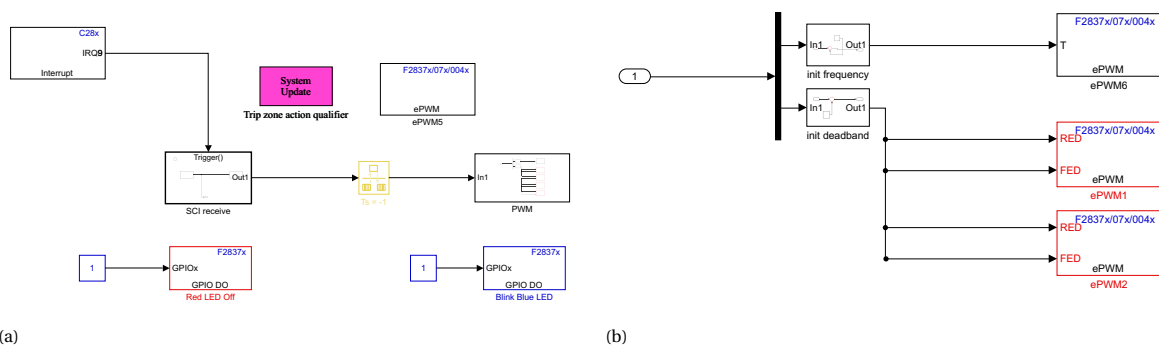 C28x
IRQ9
Interrupt
System
Update
Trip zone action qualifier
F2837x/07x/004x
ePWM
ePWM5
Trigger()
Out1
SCI receive
Ts = -1
In1
PWM
1
F2837x
GPIOx
GPIO DO
Red LED Off
1
F2837x
GPIOx
GPIO DO
Blink Blue LED
(a)
1
In1 Out1
init frequency
In1 Out1
init deadband
F2837x/07x/004x
T
ePWM
ePWM6
F2837x/07x/004x
RED
FED
ePWM
ePWM1
F2837x/07x/004x
RED
FED
ePWM
ePWM2
(b)